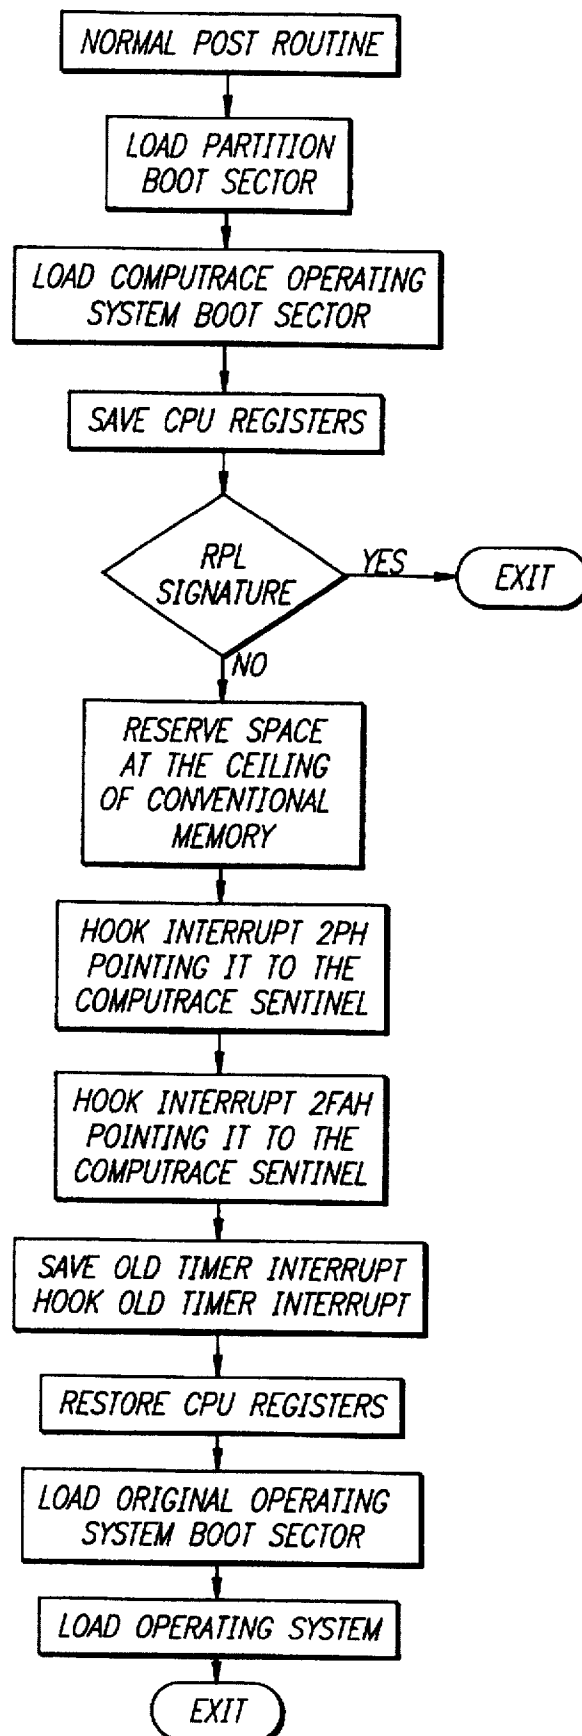 NORMAL POST ROUTINE
LOAD PARTITION
BOOT SECTOR
LOAD COMPUTRACE OPERATING
SYSTEM BOOT SECTOR
SAVE CPU REGISTERS
RPL
SIGNATURE
YES
EXIT
NO
RESERVE SPACE
AT THE CEILING
OF CONVENTIONAL
MEMORY
HOOK INTERRUPT 2PH
POINTING IT TO THE
COMPUTRACE SENTINEL
HOOK INTERRUPT 2FAH
POINTING IT TO THE
COMPUTRACE SENTINEL
SAVE OLD TIMER INTERRUPT
HOOK OLD TIMER INTERRUPT
RESTORE CPU REGISTERS
LOAD ORIGINAL OPERATING
SYSTEM BOOT SECTOR
LOAD OPERATING SYSTEM
EXIT